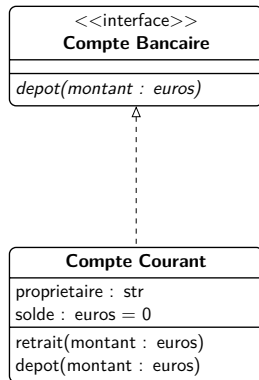 <<interface>>
Compte Bancaire
depot(montant : euros)
Compte Courant
proprietaire : str
solde : euros = 0
retrait(montant : euros)
depot(montant : euros)